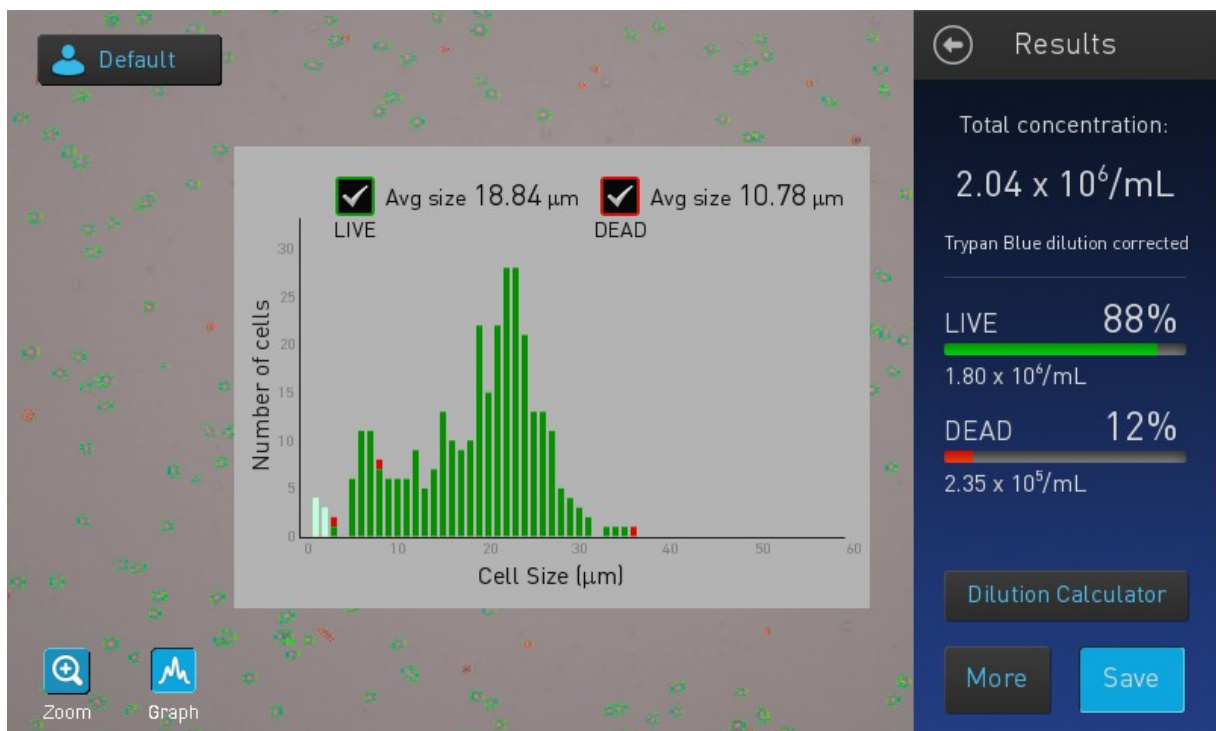 Default
Results
Total concentration:
2.04 x 10⁶/mL
Trypan Blue dilution corrected
LIVE 88%
1.80 x 10⁶/mL
DEAD 12%
2.35 x 10⁵/mL
Dilution Calculator
More Save
Avg size 18.84 µm Avg size 10.78 µm
LIVE DEAD
Number of cells
30
25
20
15
10
5
0
0 10 20 30 40 50 60
Cell Size (µm)
Zoom Graph